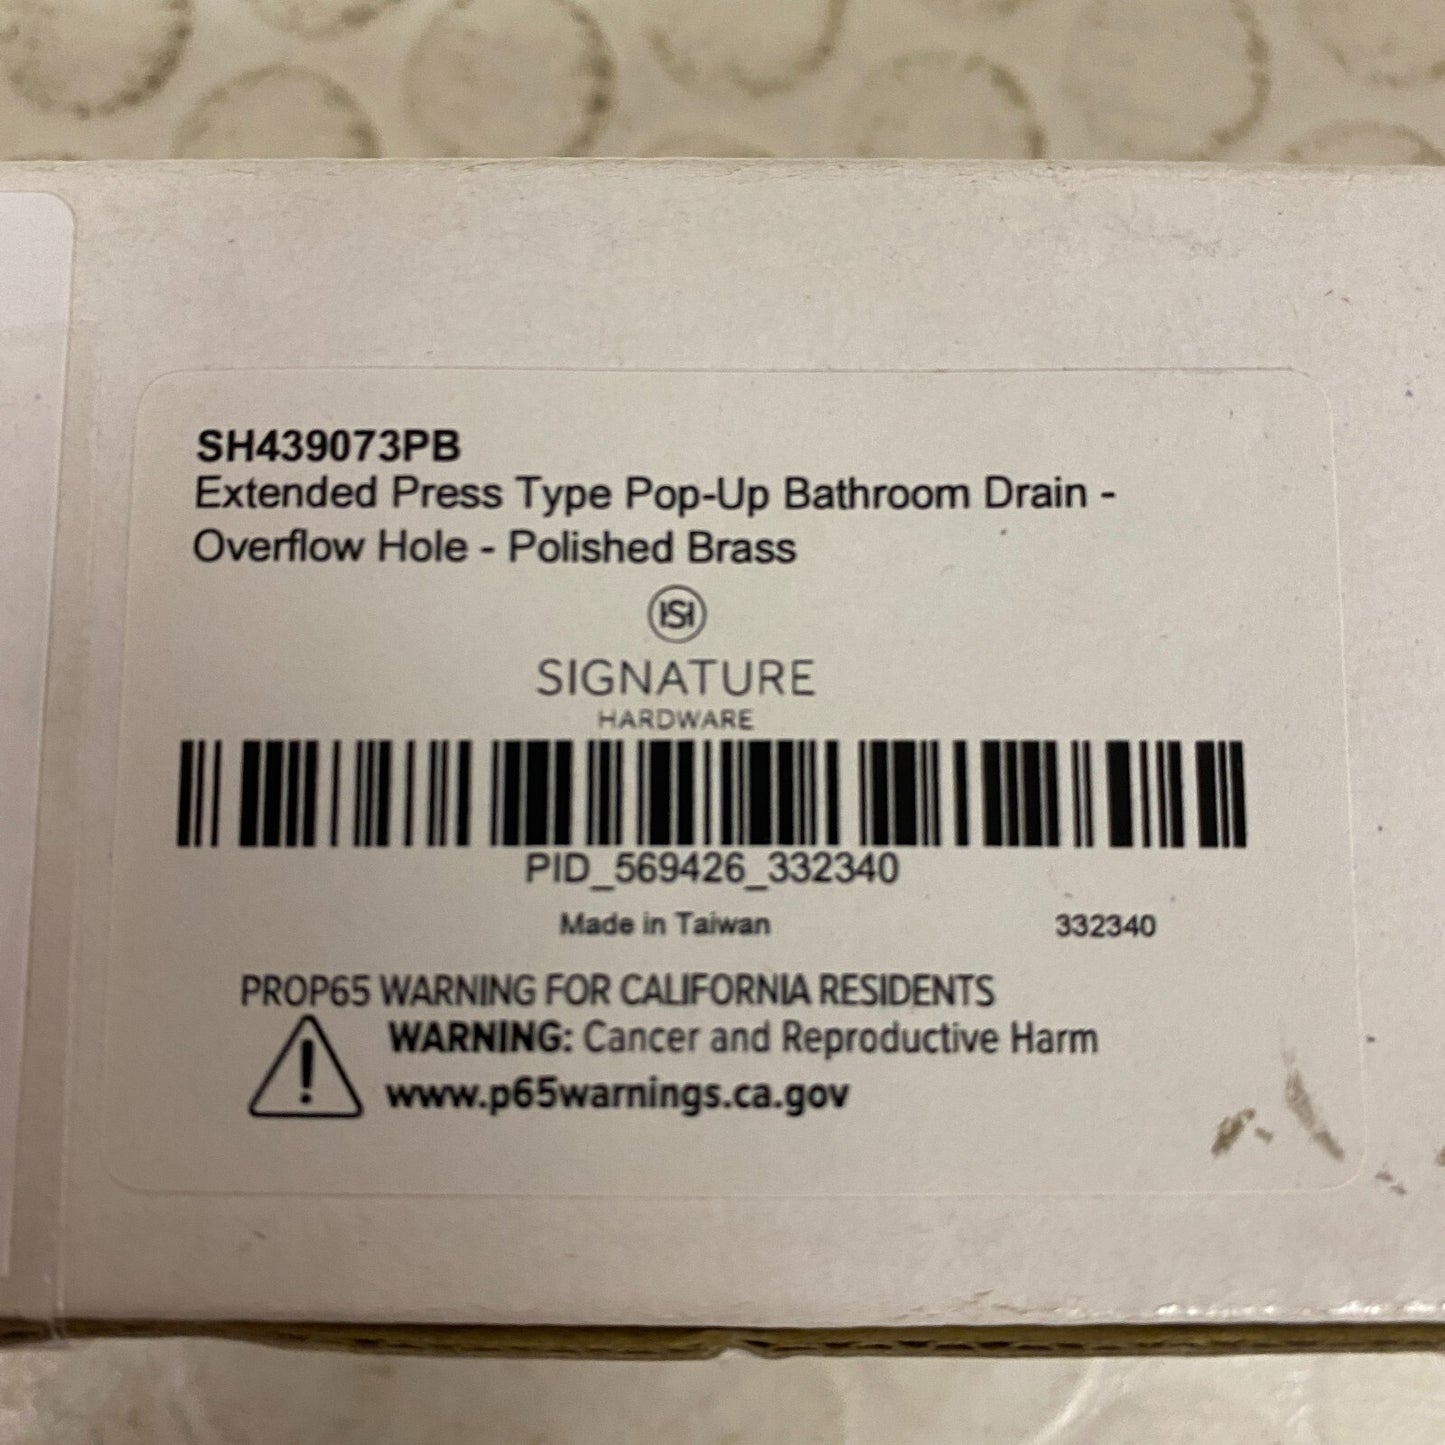 SH439073PB
Extended Press Type Pop-Up Bathroom Drain -
Overflow Hole - Polished Brass
SH
SIGNATURE
HARDWARE
PID_569426_332340
Made in Taiwan 332340
PROP65 WARNING FOR CALIFORNIA RESIDENTS
WARNING: Cancer and Reproductive Harm
www.p65warnings.ca.gov